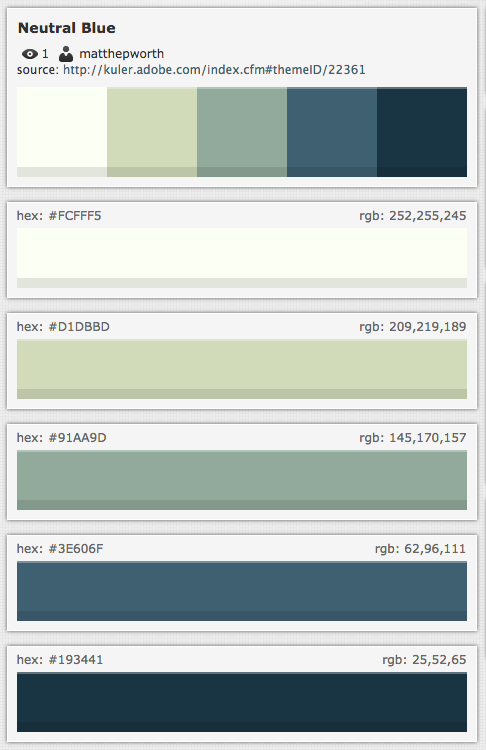 Neutral Blue
1 matthepworth
source: http://kuler.adobe.com/index.cfm#themeID/22361
hex: #FCFFF5 rgb: 252,255,245
hex: #D1DBBD rgb: 209,219,189
hex: #91AA9D rgb: 145,170,157
hex: #3E606F rgb: 62,96,111
hex: #193441 rgb: 25,52,65